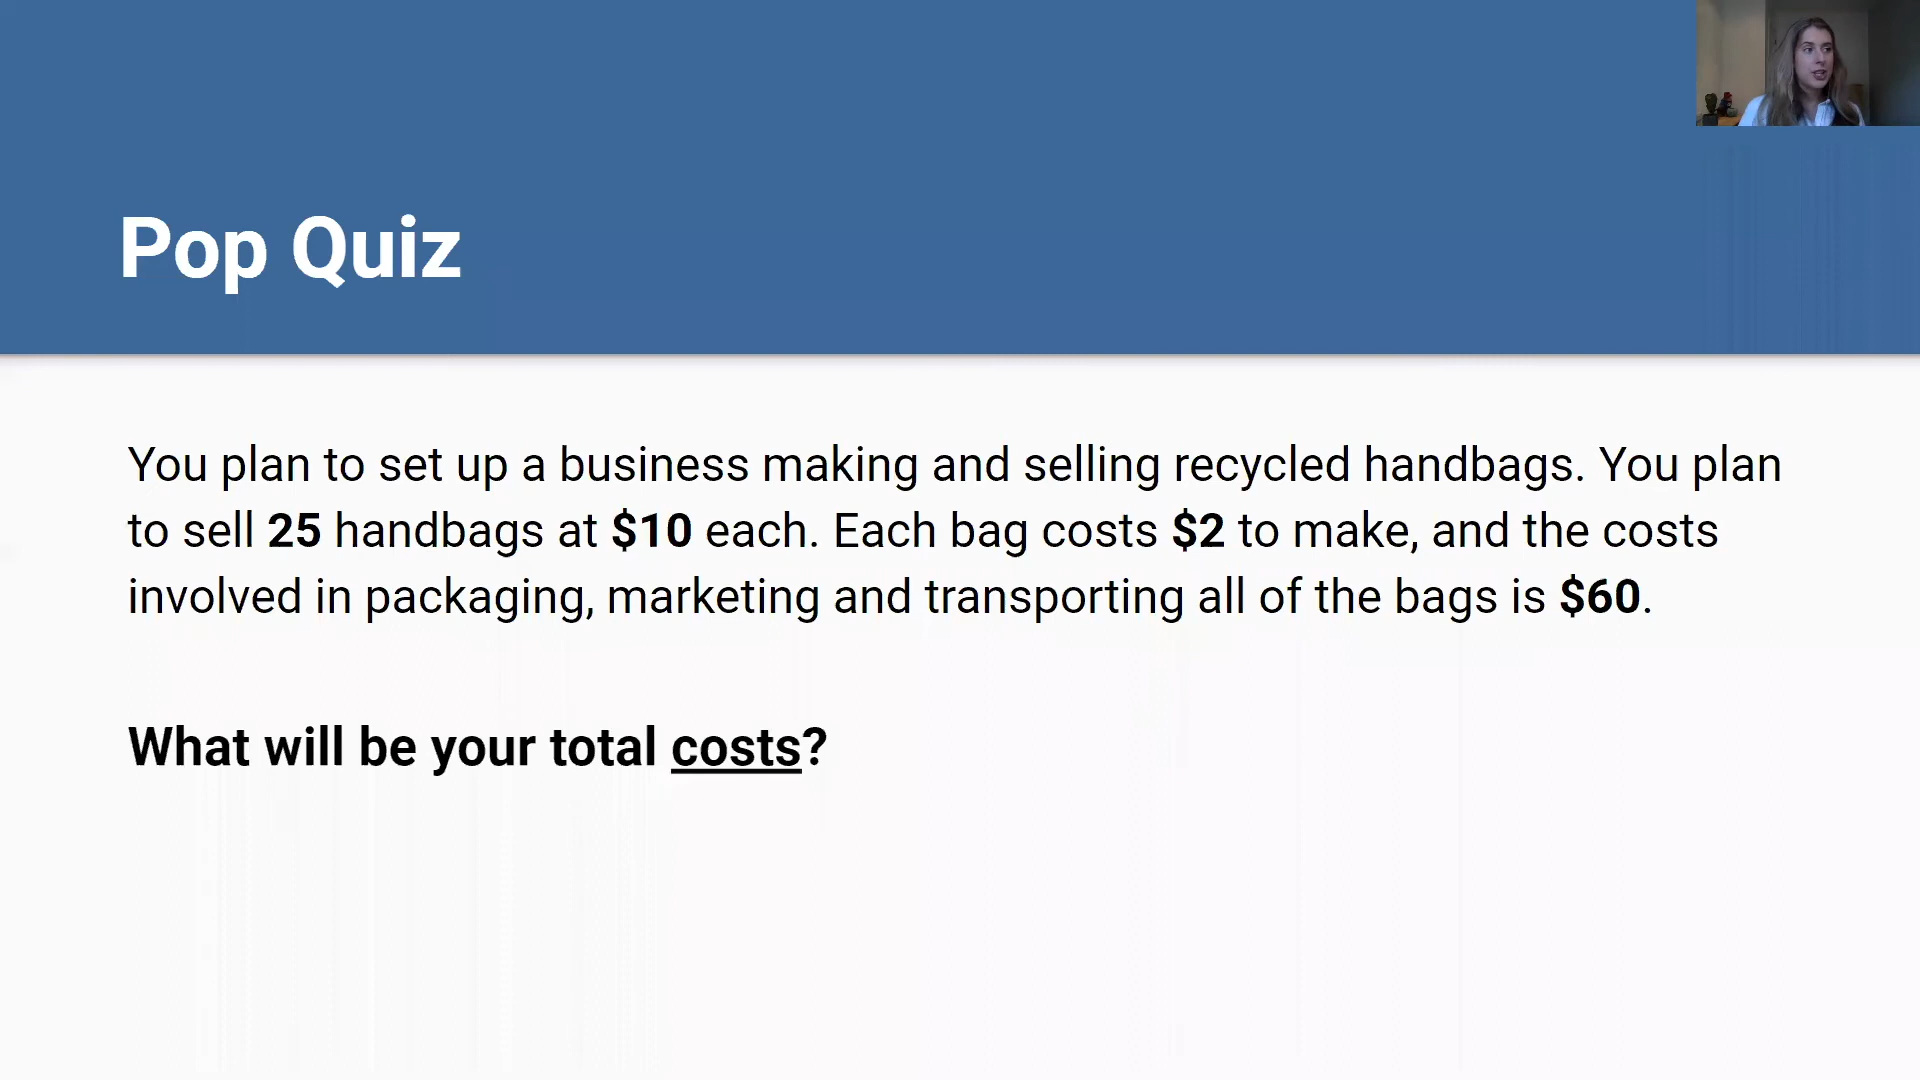 Pop Quiz
You plan to set up a business making and selling recycled handbags. You plan
to sell 25 handbags at $10 each. Each bag costs $2 to make, and the costs
involved in packaging, marketing and transporting all of the bags is $60.
What will be your total costs?